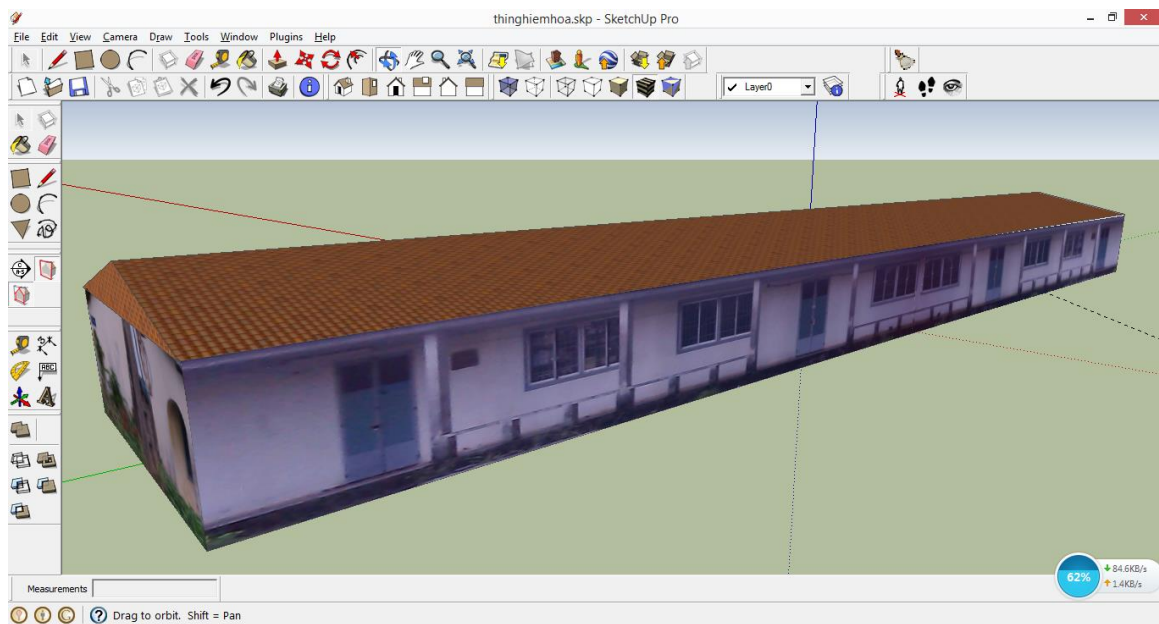 thinghiemhoa.skp - SketchUp Pro
File Edit View Camera Draw Tools Window Plugins Help
Layer0
ABC
Measurements
62%
84.6KB/s
1.4KB/s
Drag to orbit. Shift = Pan